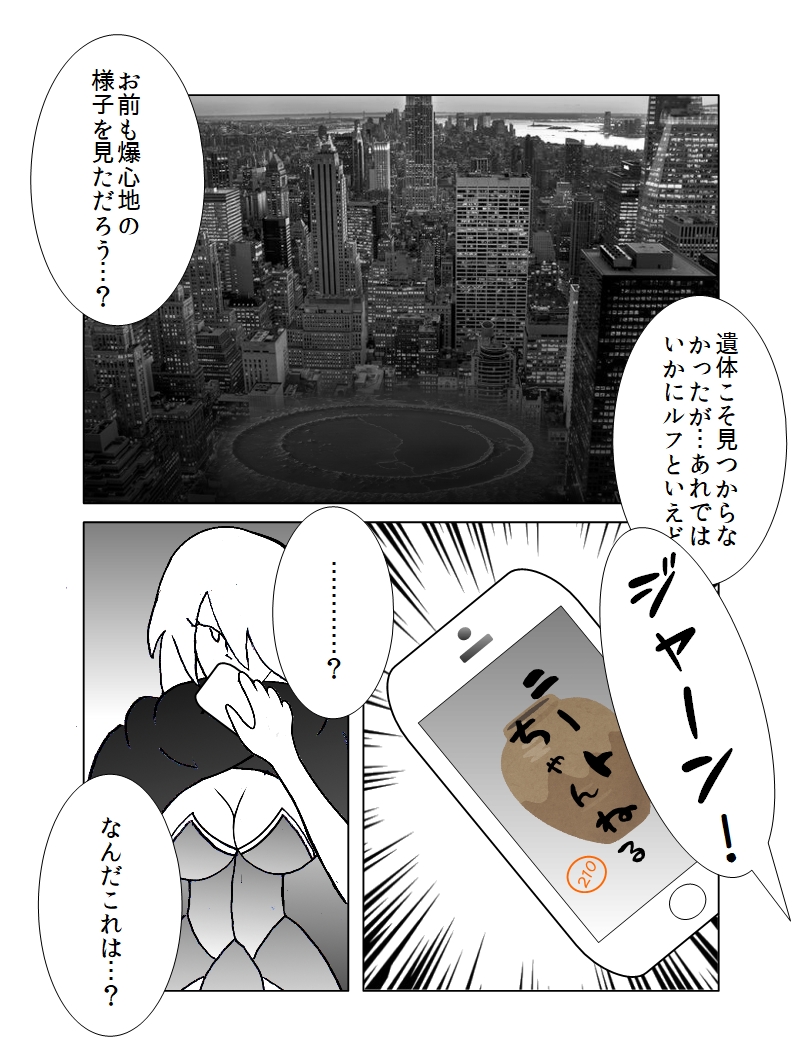 お前も爆心地の
様子を見ただろう…?
遺体こそ見つからな
かったが…あれでは
いかにルフといえど
ジャーン!
ジート
ちゃんねる
210
…………?
なんだこれは…?